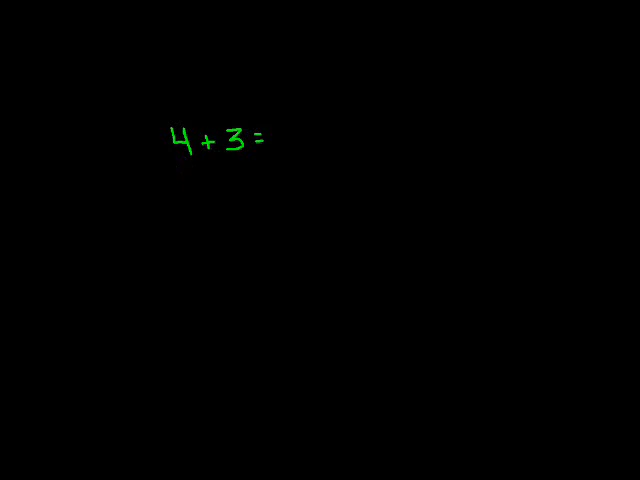 4 + 3 =